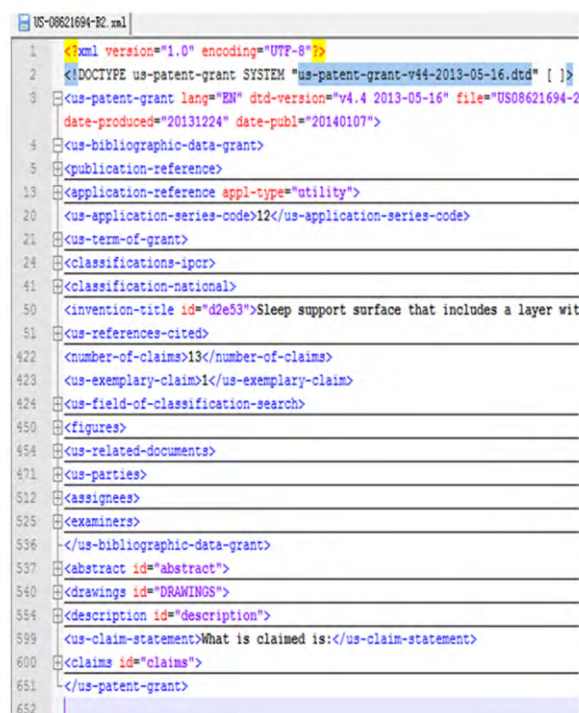 US-08621694-B2.xml
1 <?xml version="1.0" encoding="UTF-8"?>
2 <!DOCTYPE us-patent-grant SYSTEM "us-patent-grant-v44-2013-05-16.dtd" [ ]>
3 <us-patent-grant lang="EN" dtd-version="v4.4 2013-05-16" file="US08621694-2
date-produced="20131224" date-publ="20140107">
4 <us-bibliographic-data-grant>
5 <publication-reference>
13 <application-reference appl-type="utility">
20 <us-application-series-code>12</us-application-series-code>
21 <us-term-of-grant>
24 <classifications-ipcr>
41 <classification-national>
50 <invention-title id="d2e53">Sleep support surface that includes a layer wit
51 <us-references-cited>
422 <number-of-claims>13</number-of-claims>
423 <us-exemplary-claim>1</us-exemplary-claim>
424 <us-field-of-classification-search>
450 <figures>
454 <us-related-documents>
471 <us-parties>
512 <assignees>
525 <examiners>
536 </us-bibliographic-data-grant>
537 <abstract id="abstract">
540 <drawings id="DRAWINGS">
554 <description id="description">
599 <us-claim-statement>What is claimed is:</us-claim-statement>
600 <claims id="claims">
651 </us-patent-grant>
652